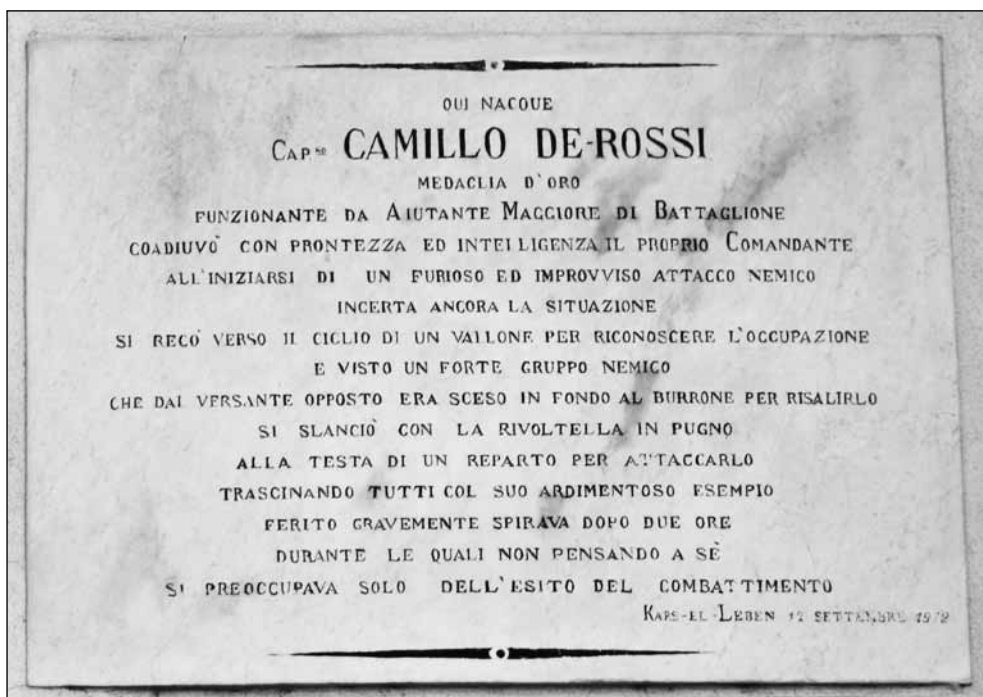 QUI NACQUE
CAP.NO CAMILLO DE-ROSSI
MEDAGLIA D'ORO
FUNZIONANTE DA AIUTANTE MAGGIORE DI BATTAGLIONE
COADIUVO' CON PRONTEZZA ED INTELLIGENZA IL PROPRIO COMANDANTE
ALL'INIZIARSI DI UN FURIOSO ED IMPROVVISO ATTACCO NEMICO
INCERTA ANCORA LA SITUAZIONE
SI RECO' VERSO IL CIGLIO DI UN VALLONE PER RICONOSCERE L'OCCUPAZIONE
E VISTO UN FORTE GRUPPO NEMICO
CHE DAL VERSANTE OPPOSTO ERA SCESO IN FONDO AL BURRONE PER RISALIRLO
SI SLANCIO' CON LA RIVOLTELLA IN PUGNO
ALLA TESTA DI UN REPARTO PER ATTACCARLO
TRASCINANDO TUTTI COL SUO ARDIMENTOSO ESEMPIO
FERITO GRAVEMENTE SPIRAVA DOPO DUE ORE
DURANTE LE QUALI NON PENSANDO A SÈ
SI PREOCCUPAVA SOLO DELL'ESITO DEL COMBATTIMENTO
KARS-EL-LEBEN SETTEMBRE